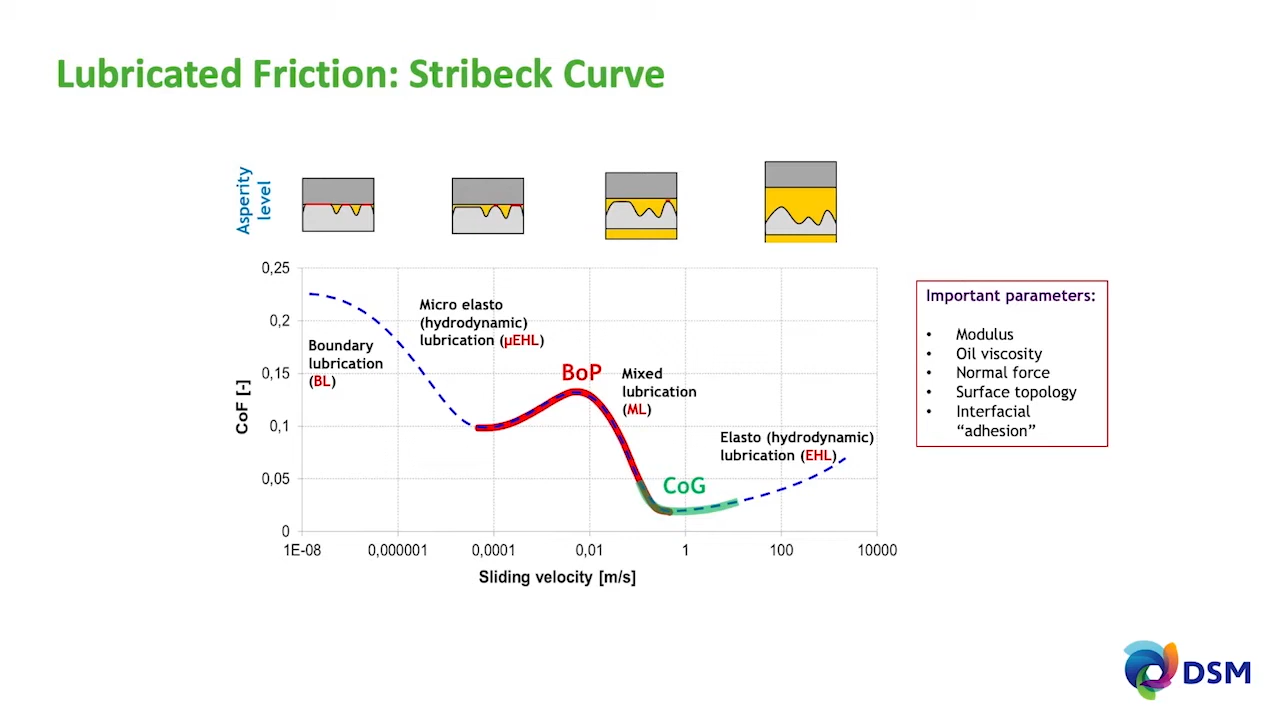 Lubricated Friction: Stribeck Curve
Asperity
level
0,25
0,2
0,15
0,1
0,05
0
CoF [-]
Boundary
lubrication
(BL)
Micro elasto
(hydrodynamic)
lubrication (µEHL)
BoP
Mixed
lubrication
(ML)
Elasto (hydrodynamic)
lubrication (EHL)
CoG
1E-08
0,000001
0,0001
0,01
1
100
10000
Sliding velocity [m/s]
Important parameters:
• Modulus
• Oil viscosity
• Normal force
• Surface topology
• Interfacial
“adhesion”
DSM